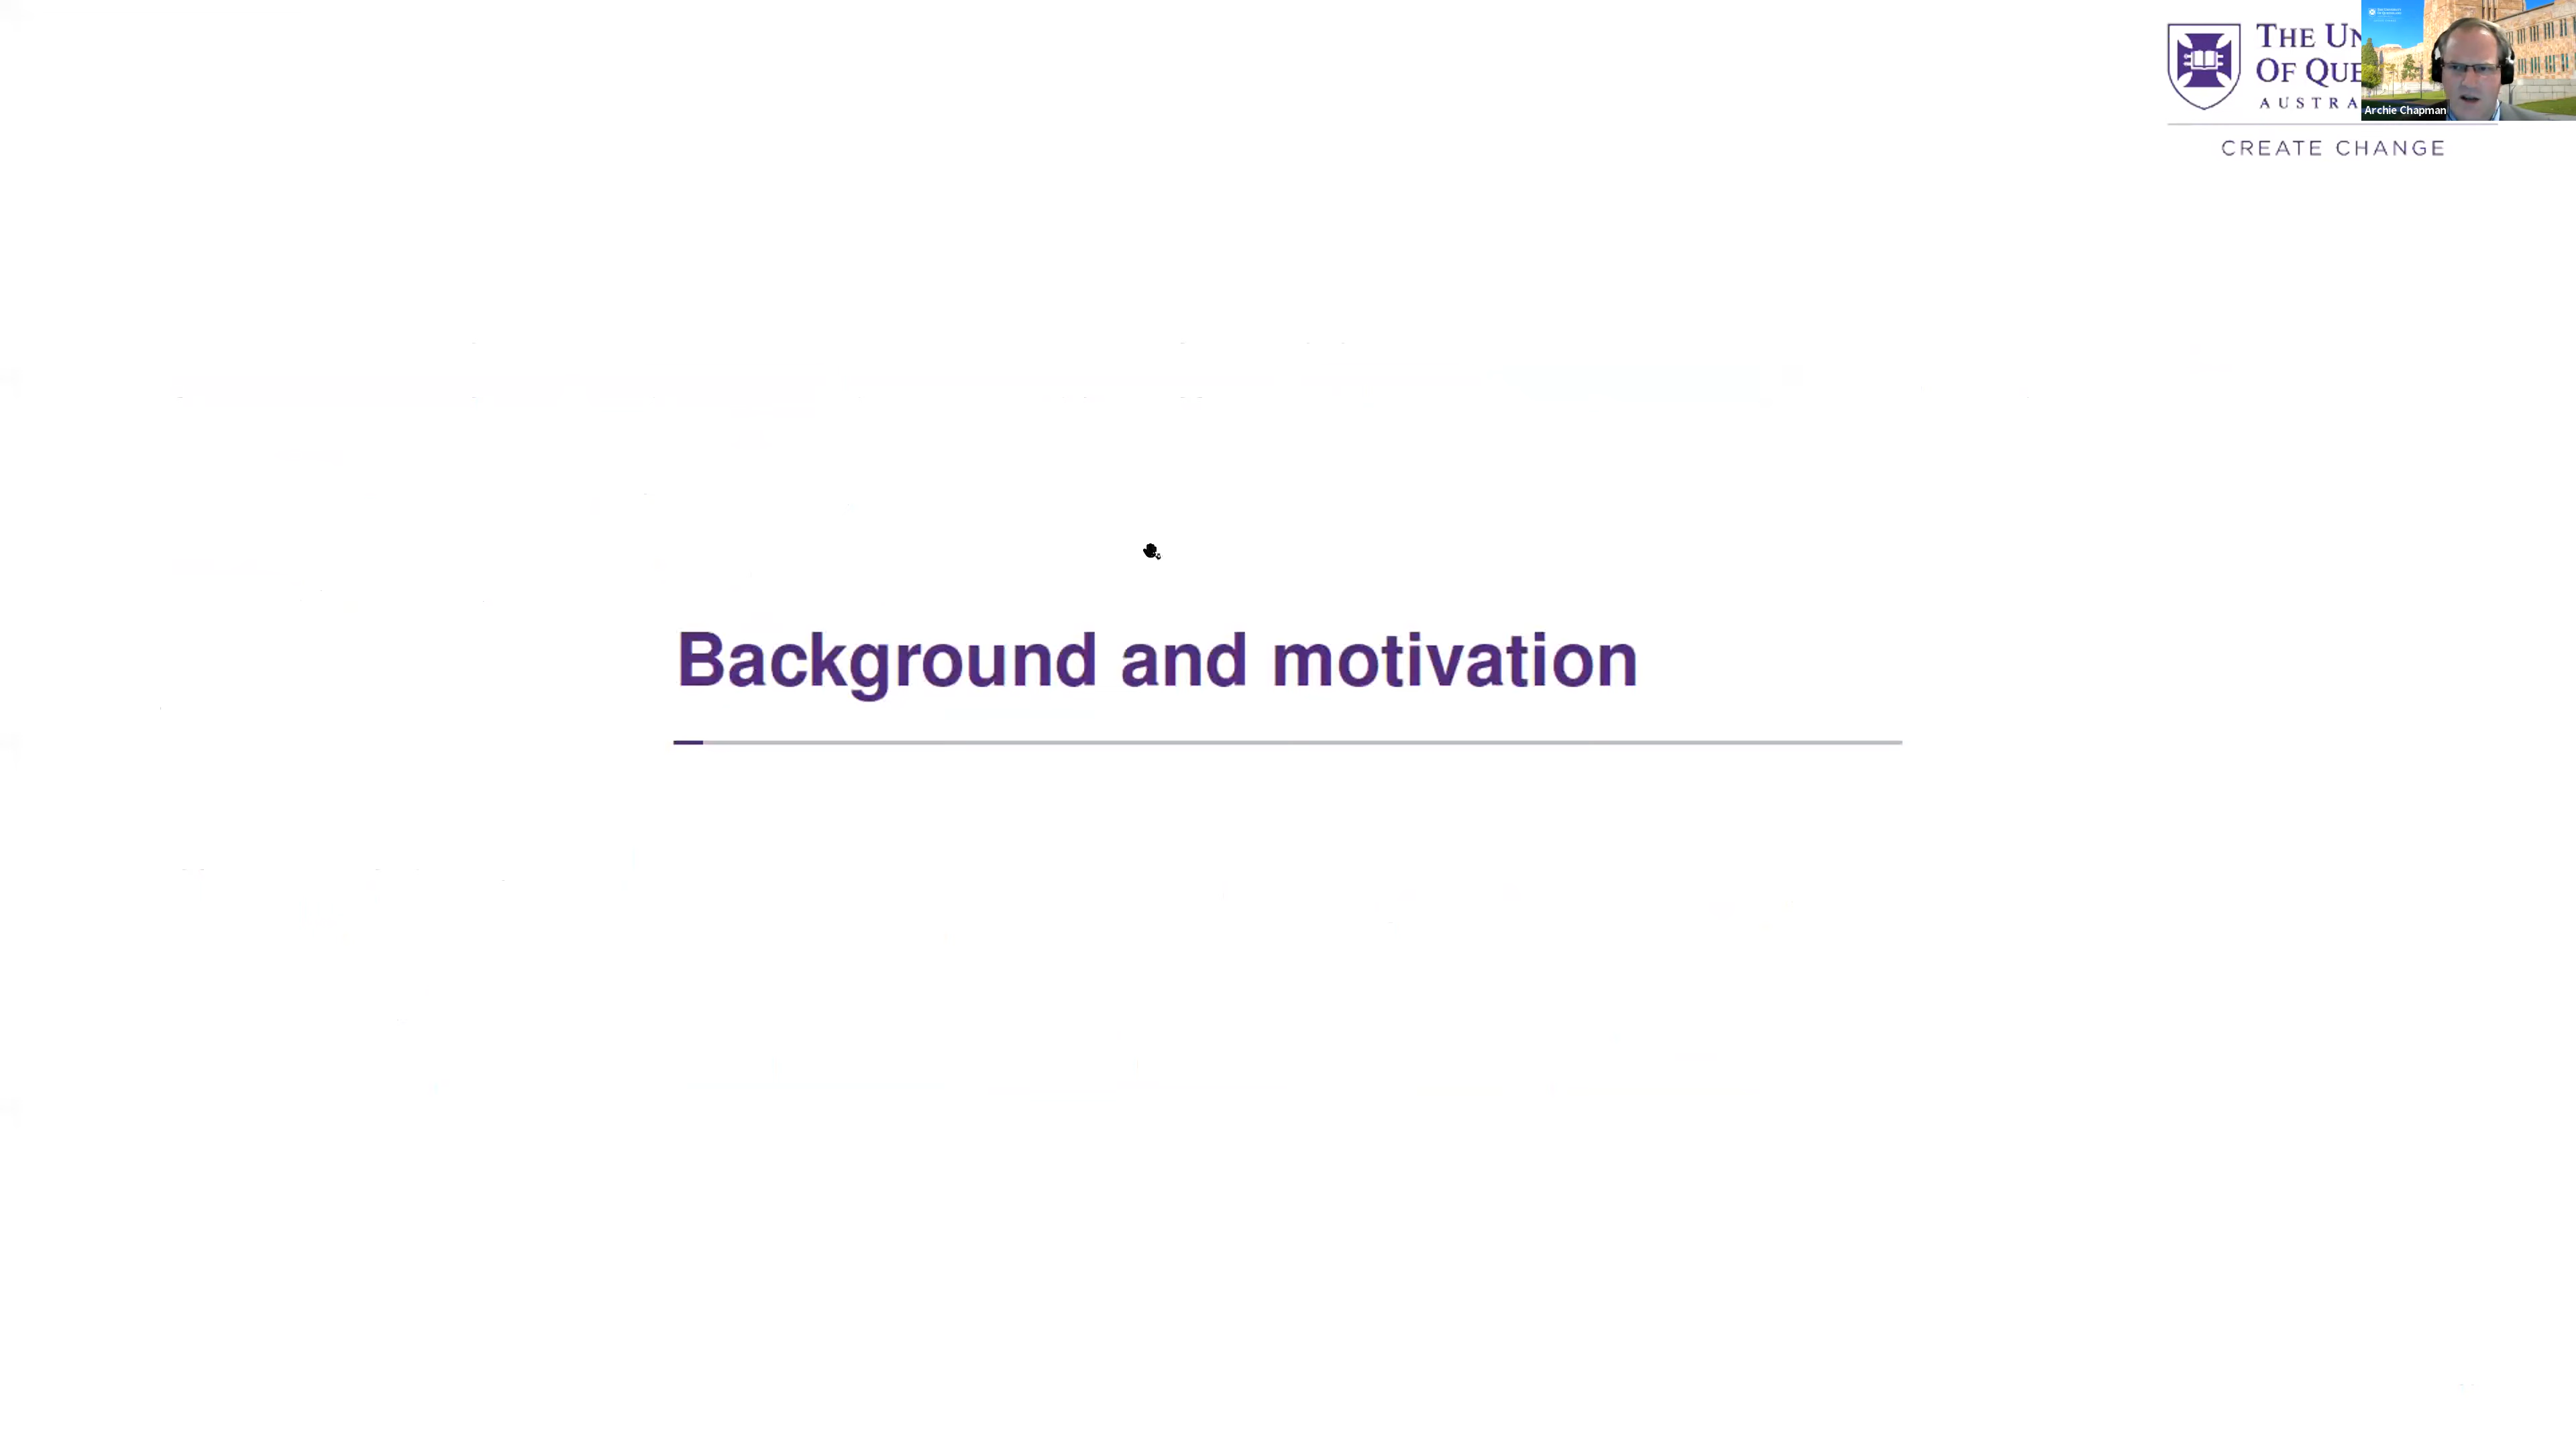 THE UN
OF QUE
AUSTRA
CREATE CHANGE
Archie Chapman
Background and motivation